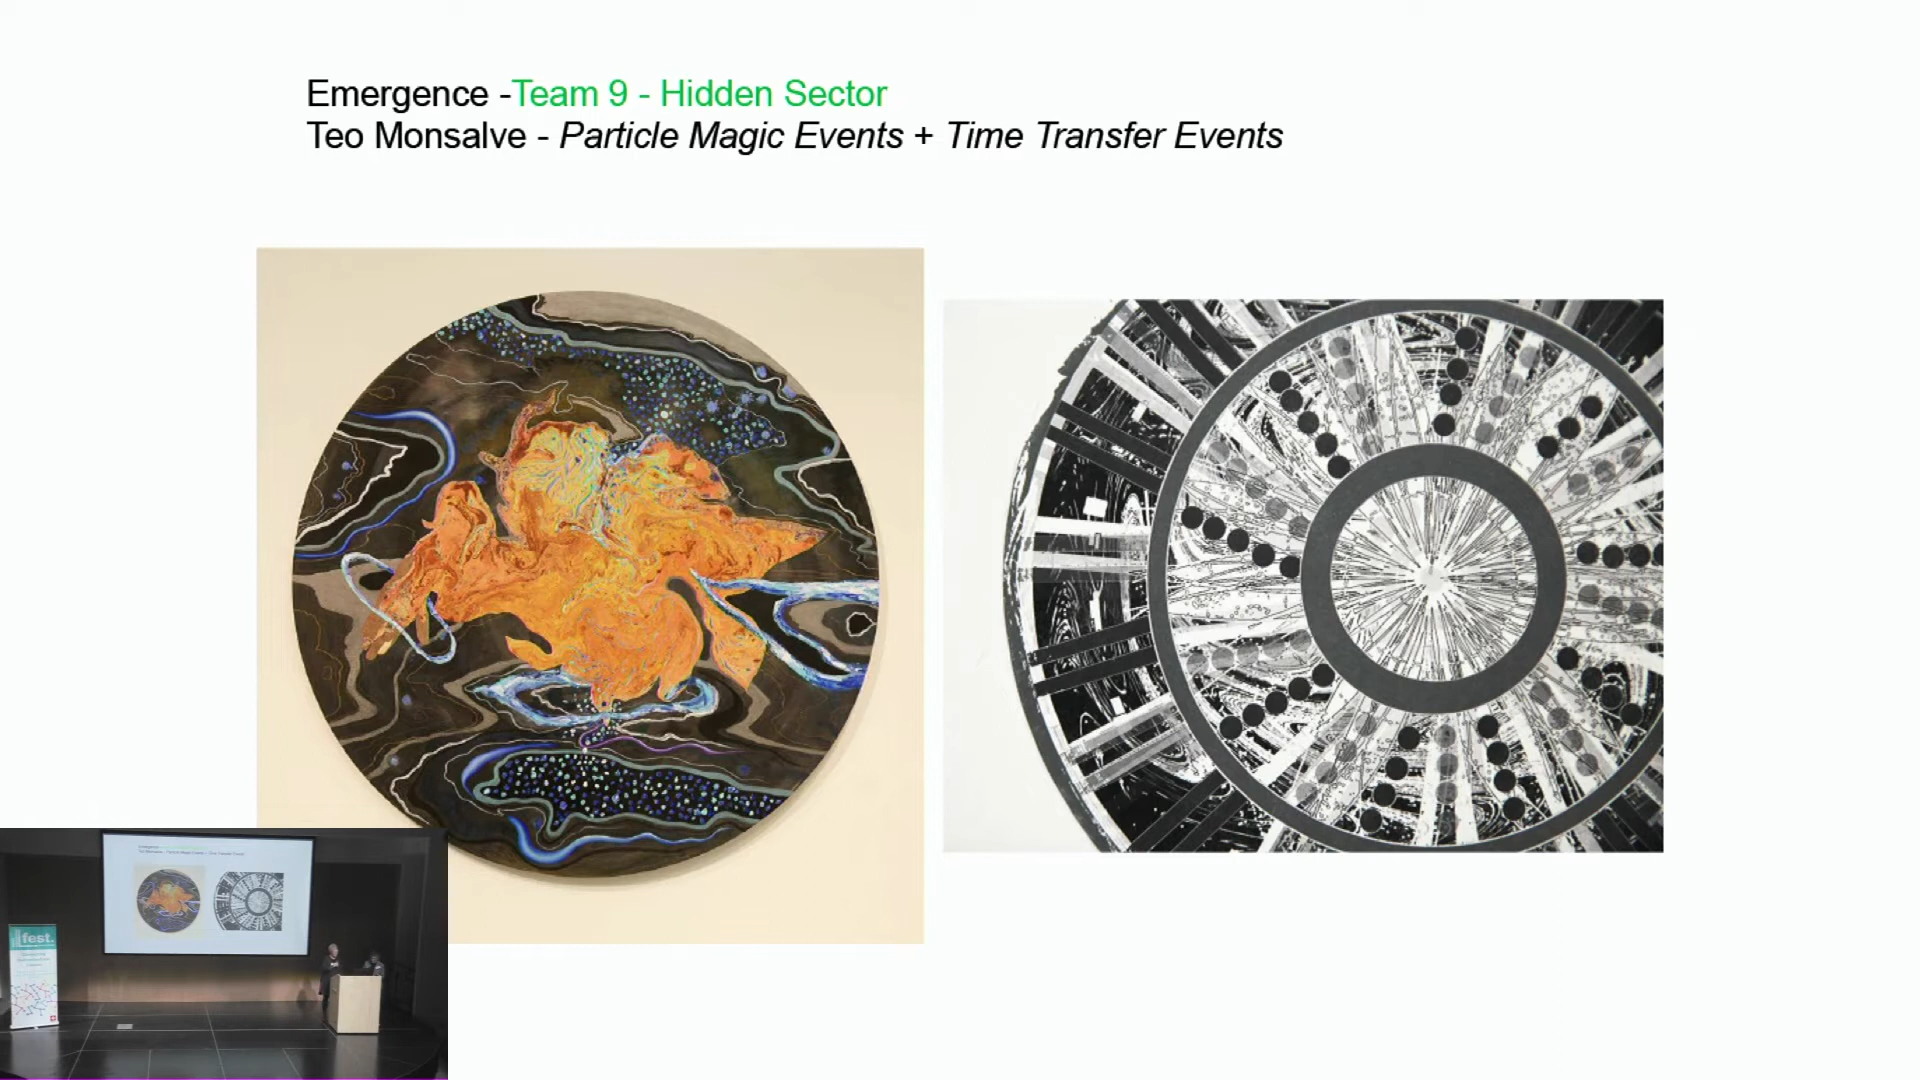 Emergence -Team 9 - Hidden Sector
Teo Monsalve - Particle Magic Events + Time Transfer Events
fest.